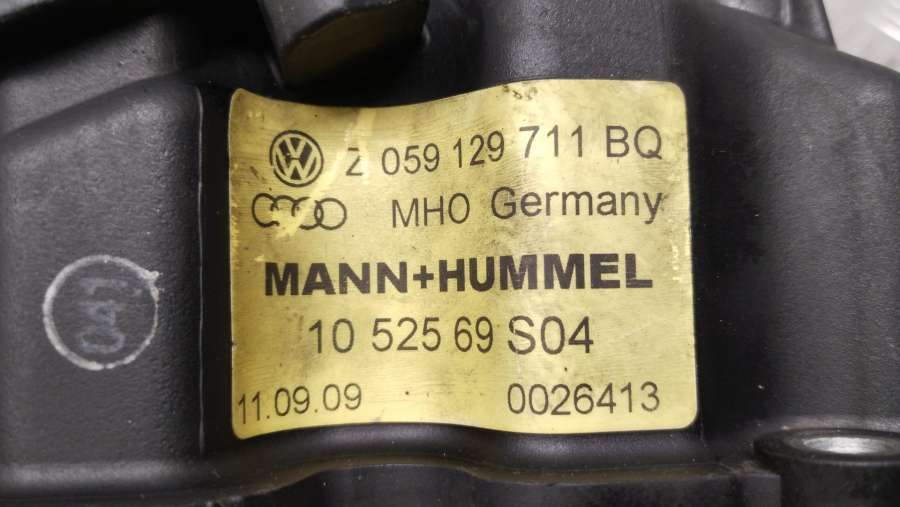 Z 059 129 711 BQ
MHO Germany
MANN+HUMMEL
10 525 69 S04
11.09.09 0026413